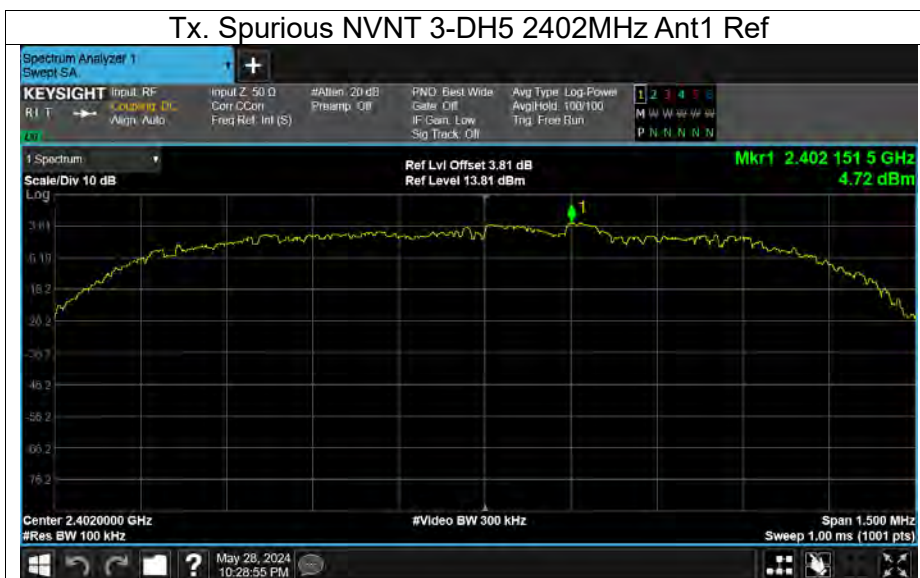 Tx. Spurious NVNT 3-DH5 2402MHz Ant1 Ref
Spectrum Analyzer 1
Swept SA
KEYSIGHT Input: RF Input Z: 50 Ω #Atten: 20 dB PNO: Best Wide Avg Type: Log-Power 1 2 3 4 5 6
RL T Coupling: DC Corr CCorr Preamp: Off Gate: Off Avg|Hold: 100/100 M W W W W W
Align: Auto Freq Ref: Int (S) IF Gain: Low Trig: Free Run
Sig Track: Off P N N N N N
1 Spectrum Ref Lvl Offset 3.81 dB Mkr1 2.402 151 5 GHz
Scale/Div 10 dB Ref Level 13.81 dBm 4.72 dBm
Log
1
3.81
-6.19
-16.2
-26.2
-36.2
-46.2
-56.2
-66.2
-76.2
Center 2.4020000 GHz #Video BW 300 kHz Span 1.500 MHz
#Res BW 100 kHz Sweep 1.00 ms (1001 pts)
? May 28, 2024
10:28:55 PM